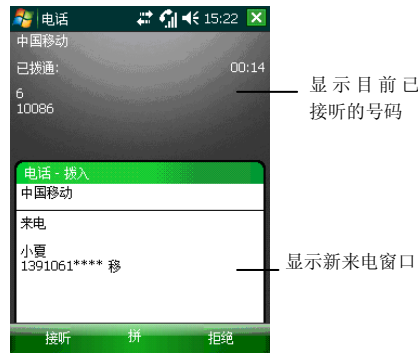 电话 15:22
中国移动
已拨通: 00:14
6
10086
显示目前已
接听的号码
电话 - 拨入
中国移动
来电
小夏
1391061**** 移
显示新来电窗口
接听 拼 拒绝